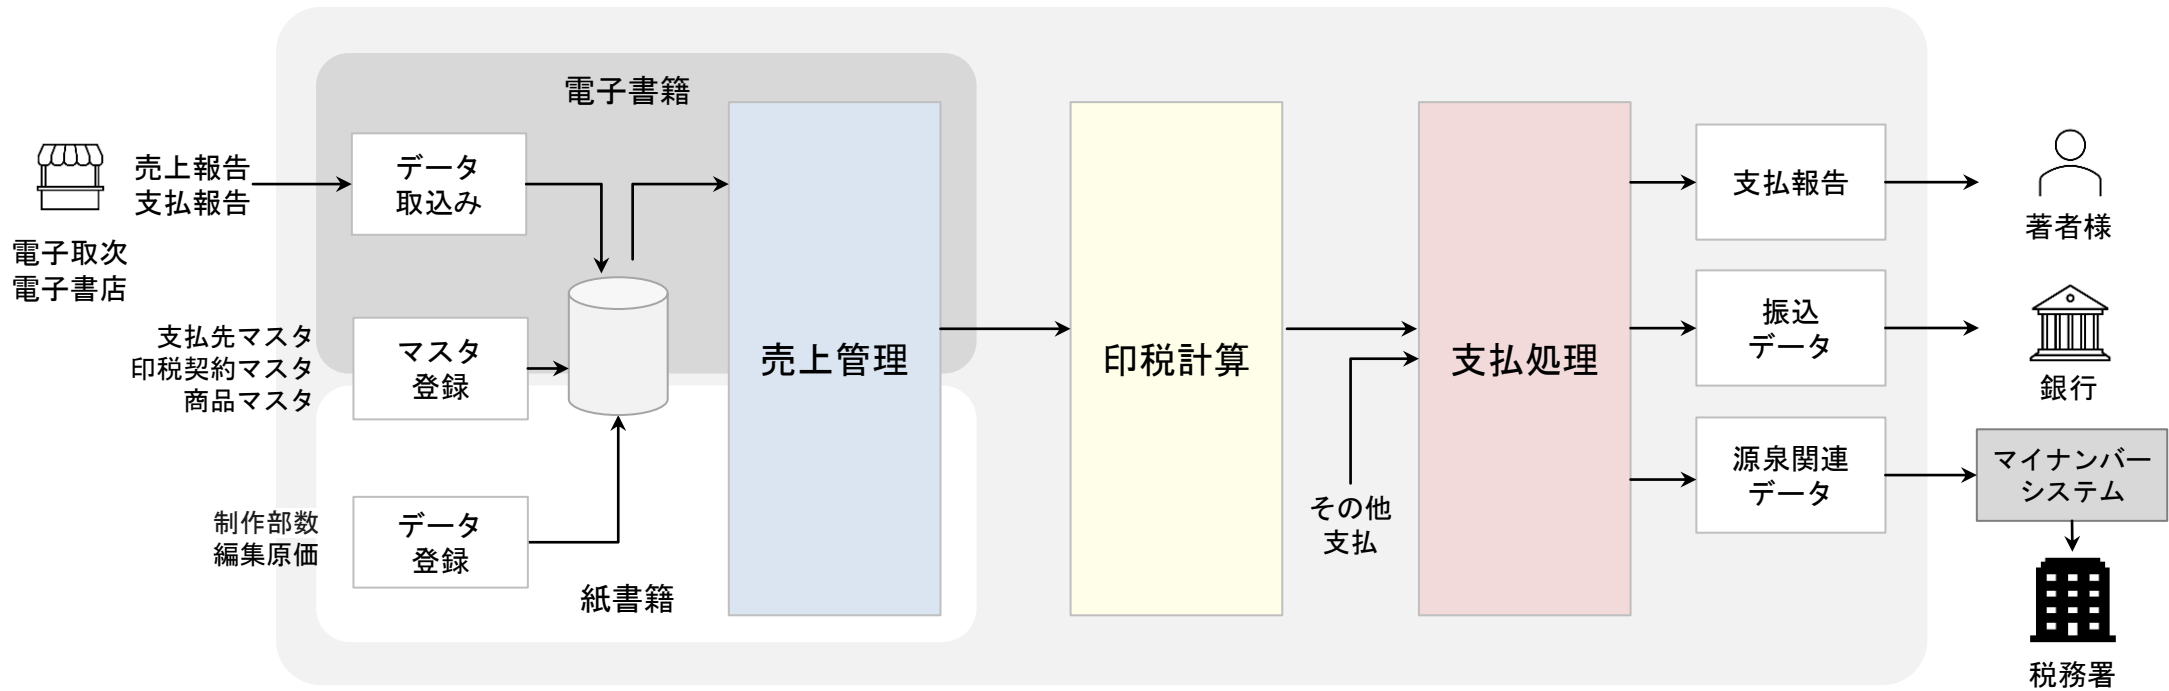 電子書籍
売上報告
支払報告
電子取次
電子書店
データ
取込み
支払先マスタ
印税契約マスタ
商品マスタ
マスタ
登録
制作部数
編集原価
データ
登録
紙書籍
売上管理
印税計算
その他
支払
支払処理
支払報告
著者様
振込
データ
銀行
源泉関連
データ
マイナンバー
システム
税務署